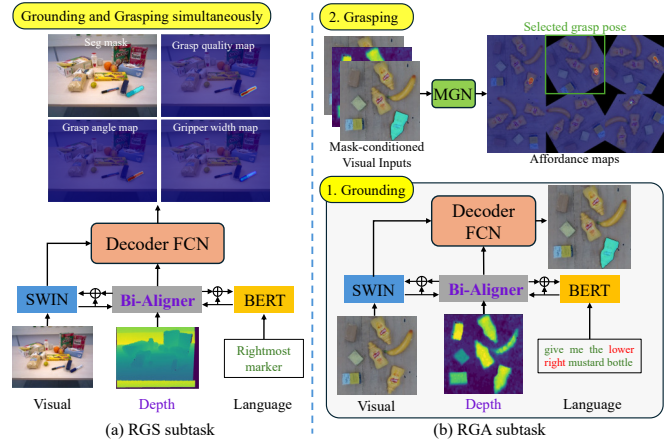 Grounding and Grasping simultaneously
Seg mask
Grasp quality map
Grasp angle map
Gripper width map
Decoder FCN
SWIN
Bi-Aligner
BERT
Rightmost
marker
Visual
Depth
Language
(a) RGS subtask
2. Grasping
Selected grasp pose
MGN
Mask-conditioned
Visual Inputs
Affordance maps
1. Grounding
Decoder
FCN
SWIN
Bi-Aligner
BERT
give me the lower
right mustard bottle
Visual
Depth
Language
(b) RGA subtask